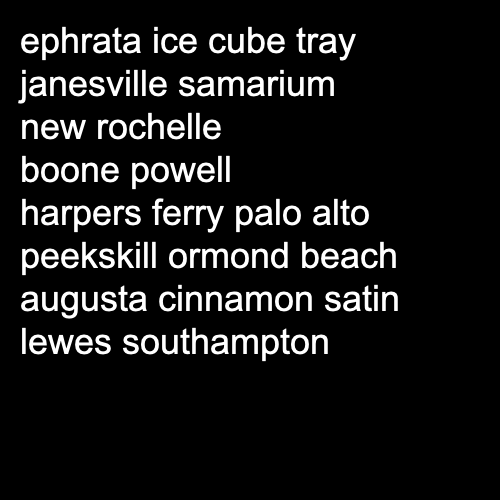 ephrata ice cube tray
janesville samarium
new rochelle
boone powell
harpers ferry palo alto
peekskill ormond beach
augusta cinnamon satin
lewes southampton